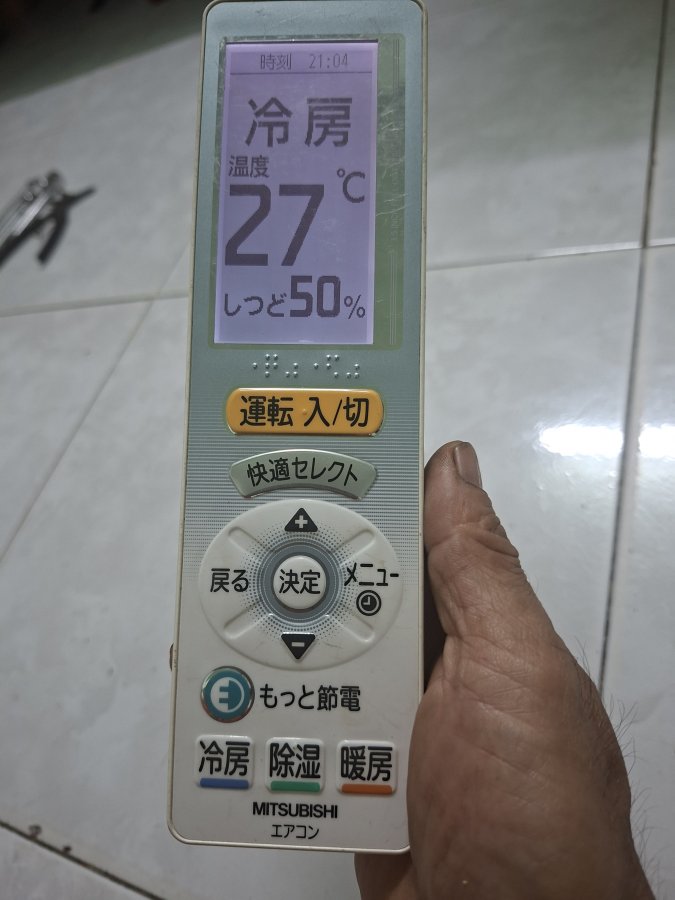 時刻 21:04
冷房
温度
27℃
しつど50%
運転 入/切
快適セレクト
+
戻る 決定 メニュー
-
E もっと節電
冷房 除湿 暖房
MITSUBISHI
エアコン